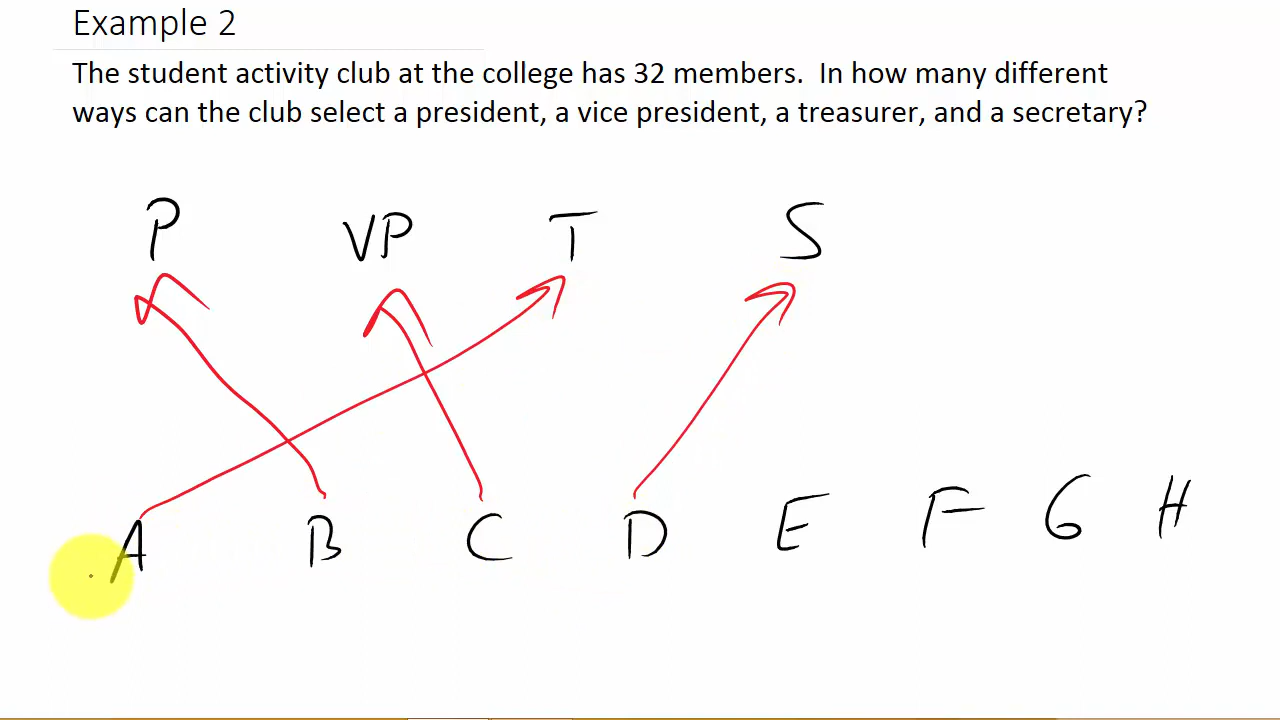 Example 2
The student activity club at the college has 32 members. In how many different
ways can the club select a president, a vice president, a treasurer, and a secretary?
P VP T S
A B C D E F G H